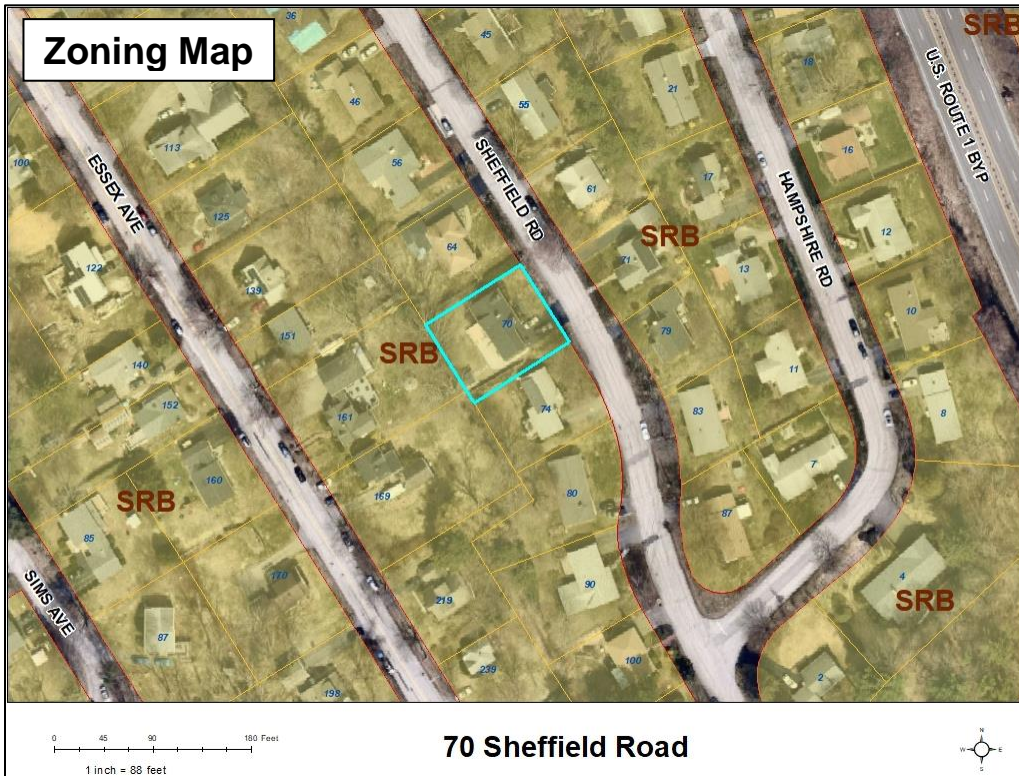 Zoning Map
36
45
SRB
18
46
55
21
U.S. ROUTE 1 BYP
113
100
ESSEX AVE
56
SHEFFIELD RD
61
17
16
HAMPSHIRE RD
125
64
71
SRB
12
122
139
13
151
70
79
10
SRB
140
11
152
161
74
83
8
160
169
80
7
SRB
87
85
SIMS AVE
170
90
4
219
SRB
87
239
100
2
198
0 45 90 180 Feet
1 inch = 88 feet
70 Sheffield Road
N
W E
S